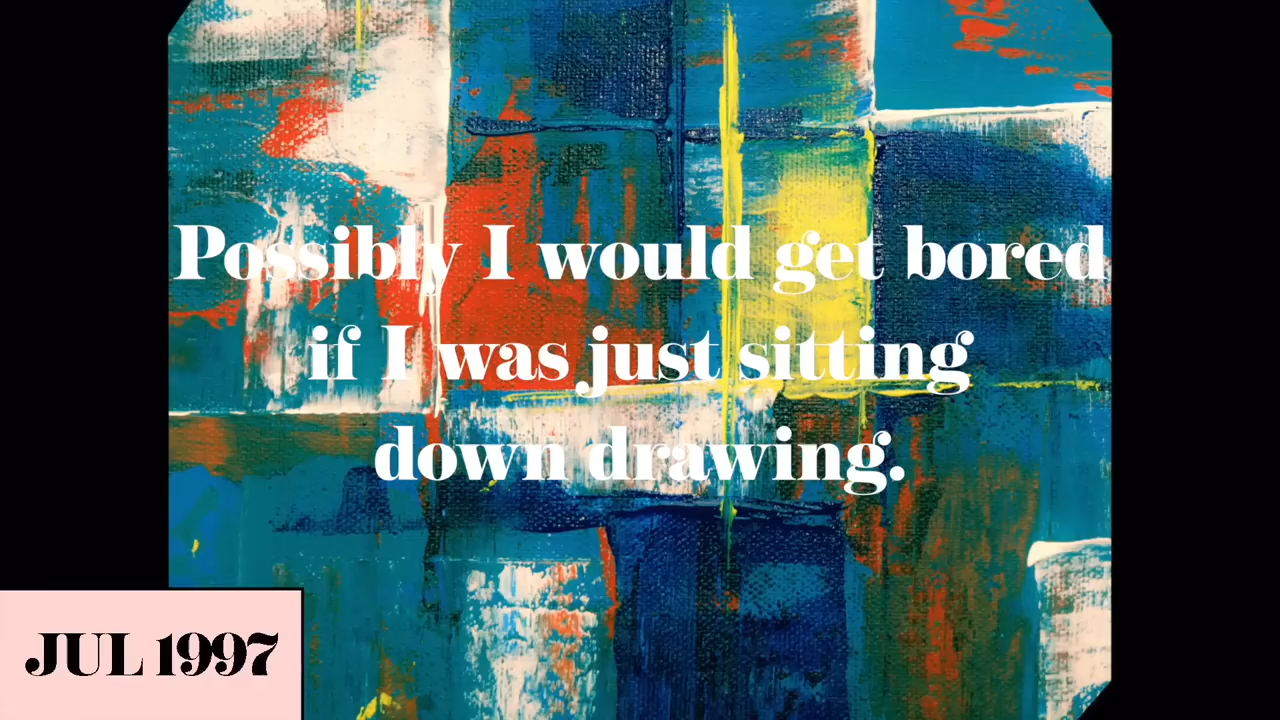 Possibly I would get bored
if I was just sitting
down drawing.
JUL 1997